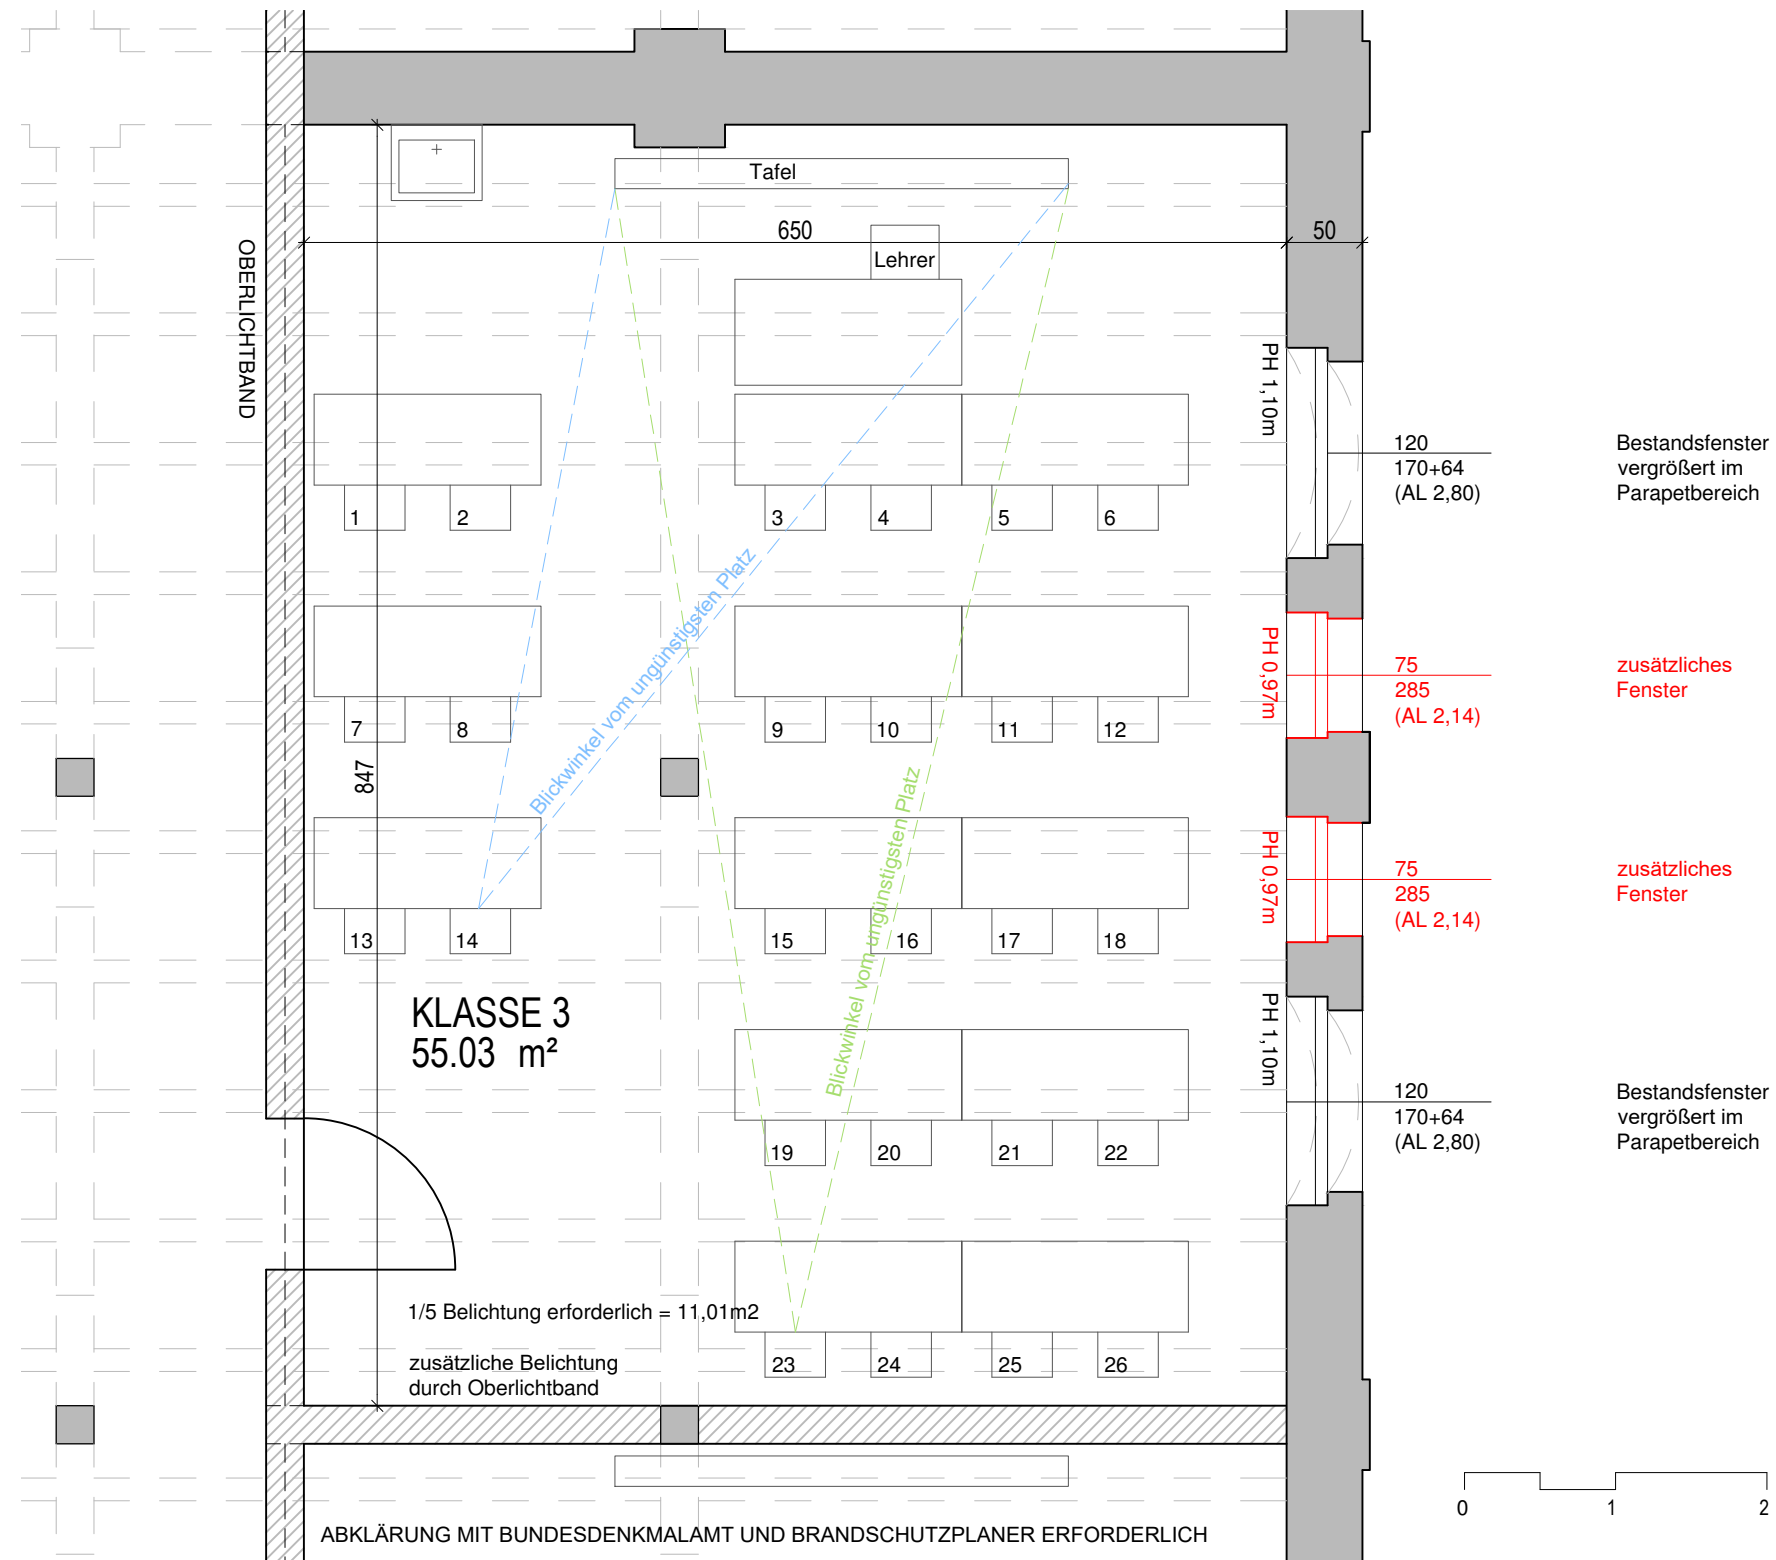 Tafel
650
50
Lehrer
OBERLICHTBAND
PH 1,10m
120
170+64
(AL 2,80)
Bestandsfenster
vergrößert im
Parapetbereich
1
2
3
4
5
6
Blickwinkel vom ungünstigsten Platz
PH 0,97m
75
285
(AL 2,14)
zusätzliches
Fenster
7
8
9
10
11
12
847
Blickwinkel vom ungünstigsten Platz
PH 0,97m
75
285
(AL 2,14)
zusätzliches
Fenster
13
14
15
16
17
18
KLASSE 3
55.03 m²
PH 1,10m
120
170+64
(AL 2,80)
Bestandsfenster
vergrößert im
Parapetbereich
19
20
21
22
1/5 Belichtung erforderlich = 11,01m2
zusätzliche Belichtung
durch Oberlichtband
23
24
25
26
0
1
2
ABKLÄRUNG MIT BUNDESDENKMALAMT UND BRANDSCHUTZPLANER ERFORDERLICH